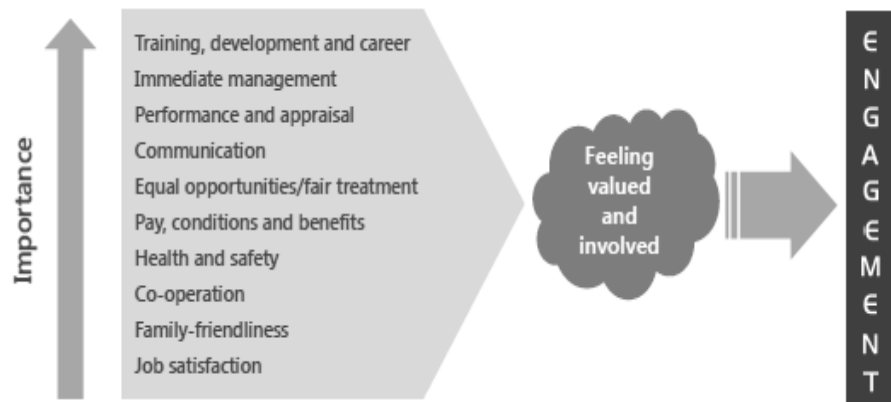 Importance
Training, development and career
Immediate management
Performance and appraisal
Communication
Equal opportunities/fair treatment
Pay, conditions and benefits
Health and safety
Co-operation
Family-friendliness
Job satisfaction
Feeling
valued
and
involved
ENGAGEMENT